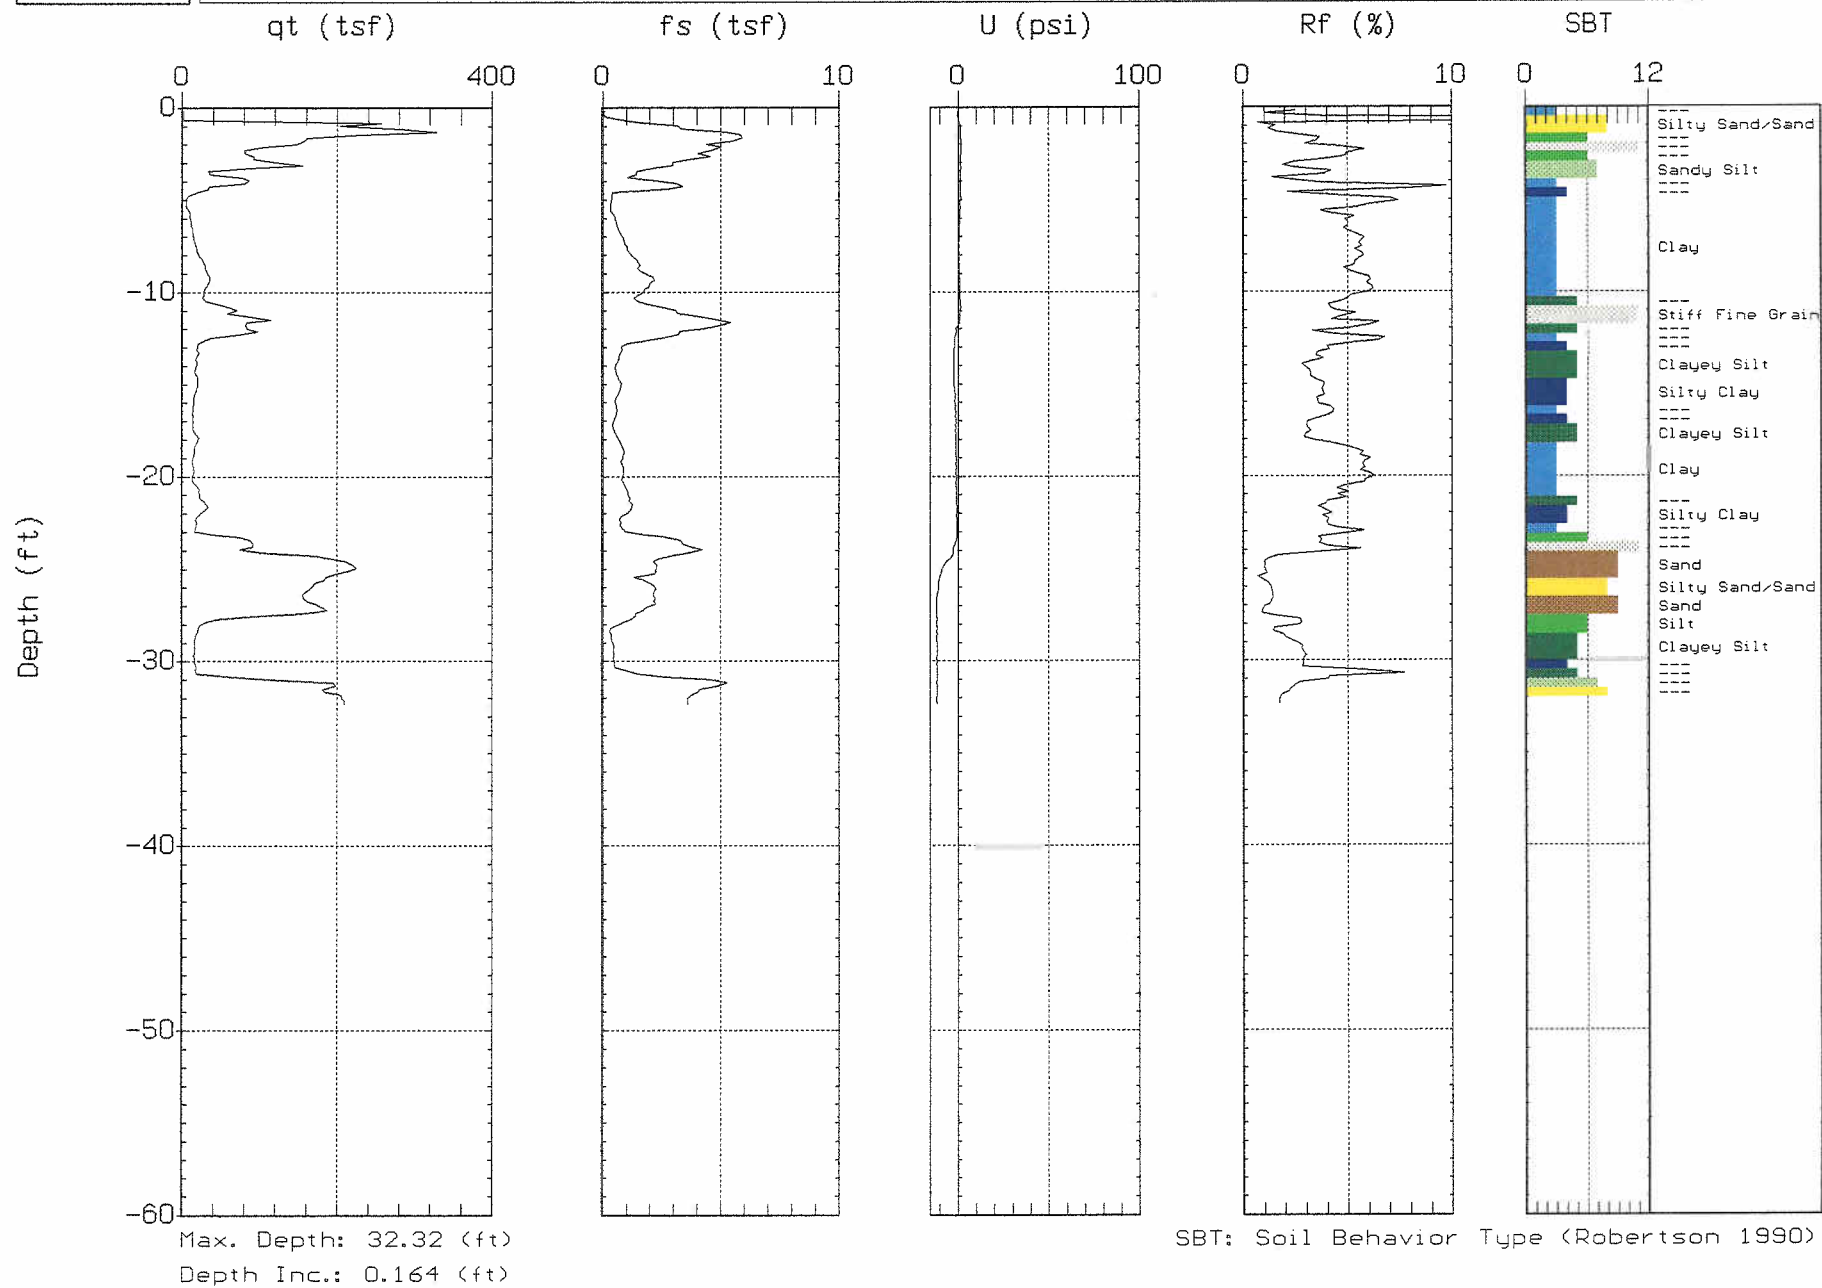 qt (tsf) fs (tsf) U (psi) Rf (%) SBT
0 400 0 10 0 100 0 10 0 12
0
---
Silty Sand/Sand
---
---
---
Sandy Silt
---
---
Clay
-10
---
Stiff Fine Grain
---
---
---
Clayey Silt
Silty Clay
---
---
Clayey Silt
-20
Clay
---
Silty Clay
---
---
---
Sand
Silty Sand/Sand
Sand
Silt
Clayey Silt
-30
---
---
---
---
Depth (ft)
-40
-50
-60
Max. Depth: 32.32 (ft)
Depth Inc.: 0.164 (ft)
SBT: Soil Behavior Type (Robertson 1990)